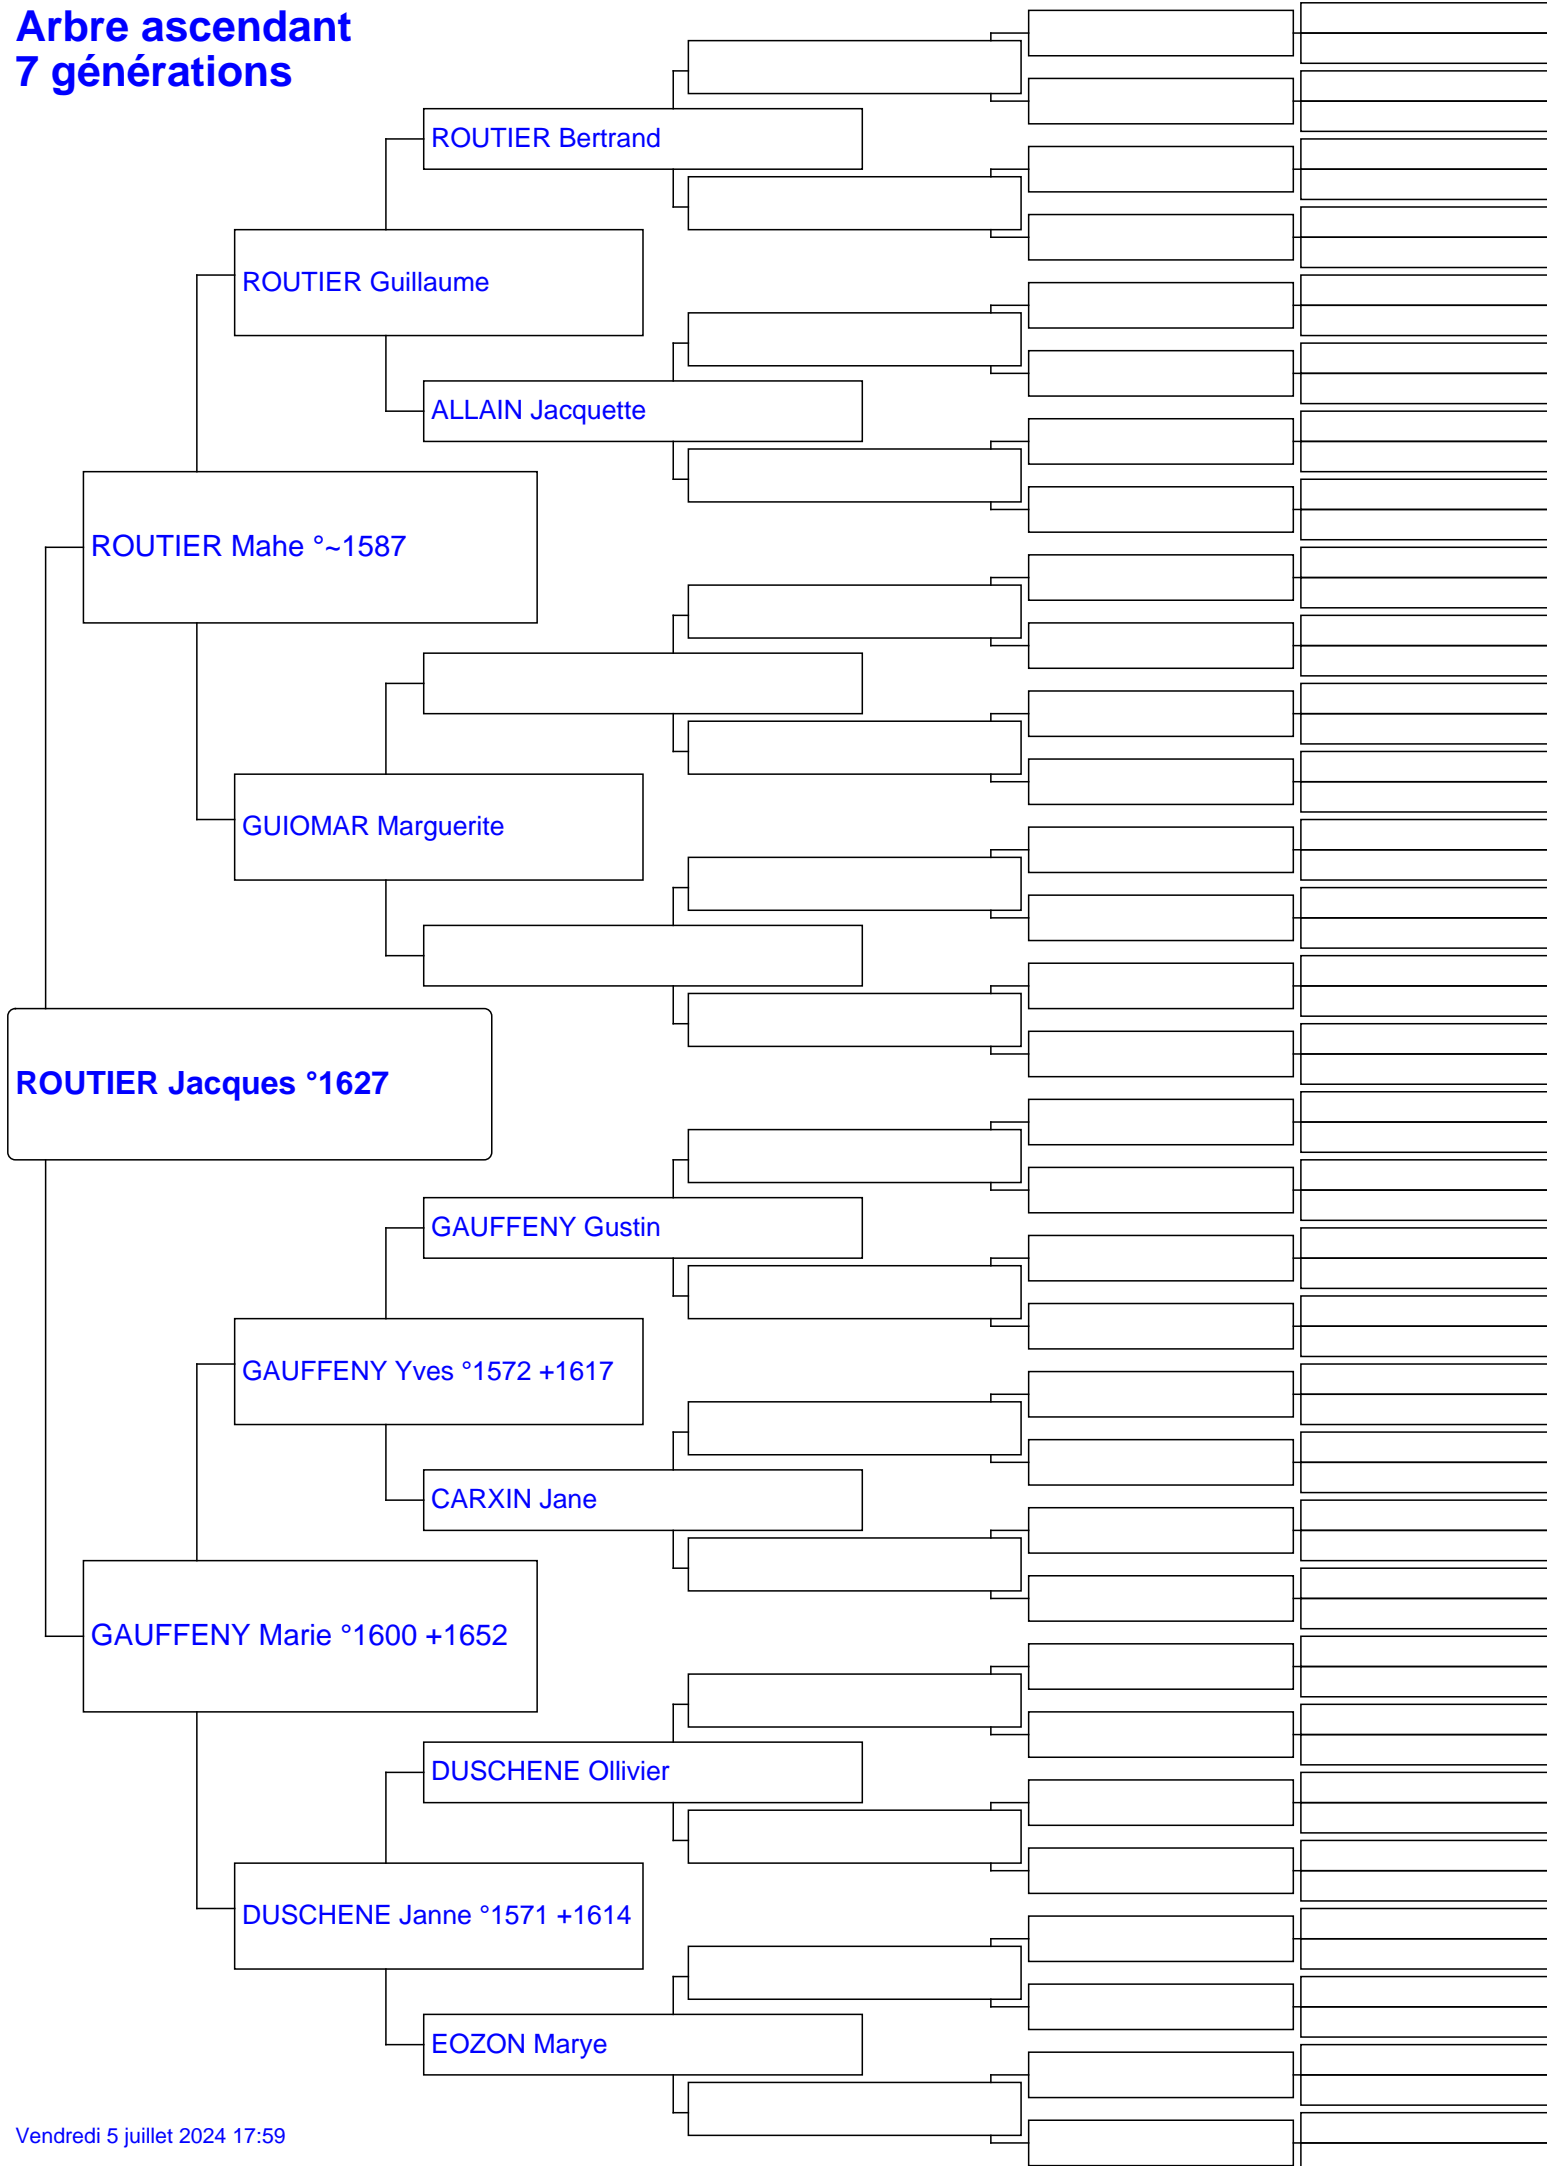 Arbre ascendant
7 générations
ROUTIER Bertrand
ROUTIER Guillaume
ALLAIN Jacquette
ROUTIER Mahe °~1587
GUIOMAR Marguerite
ROUTIER Jacques °1627
GAUFFENY Gustin
GAUFFENY Yves °1572 +1617
CARXIN Jane
GAUFFENY Marie °1600 +1652
DUSCHENE Ollivier
DUSCHENE Janne °1571 +1614
EOZON Marye
Vendredi 5 juillet 2024 17:59